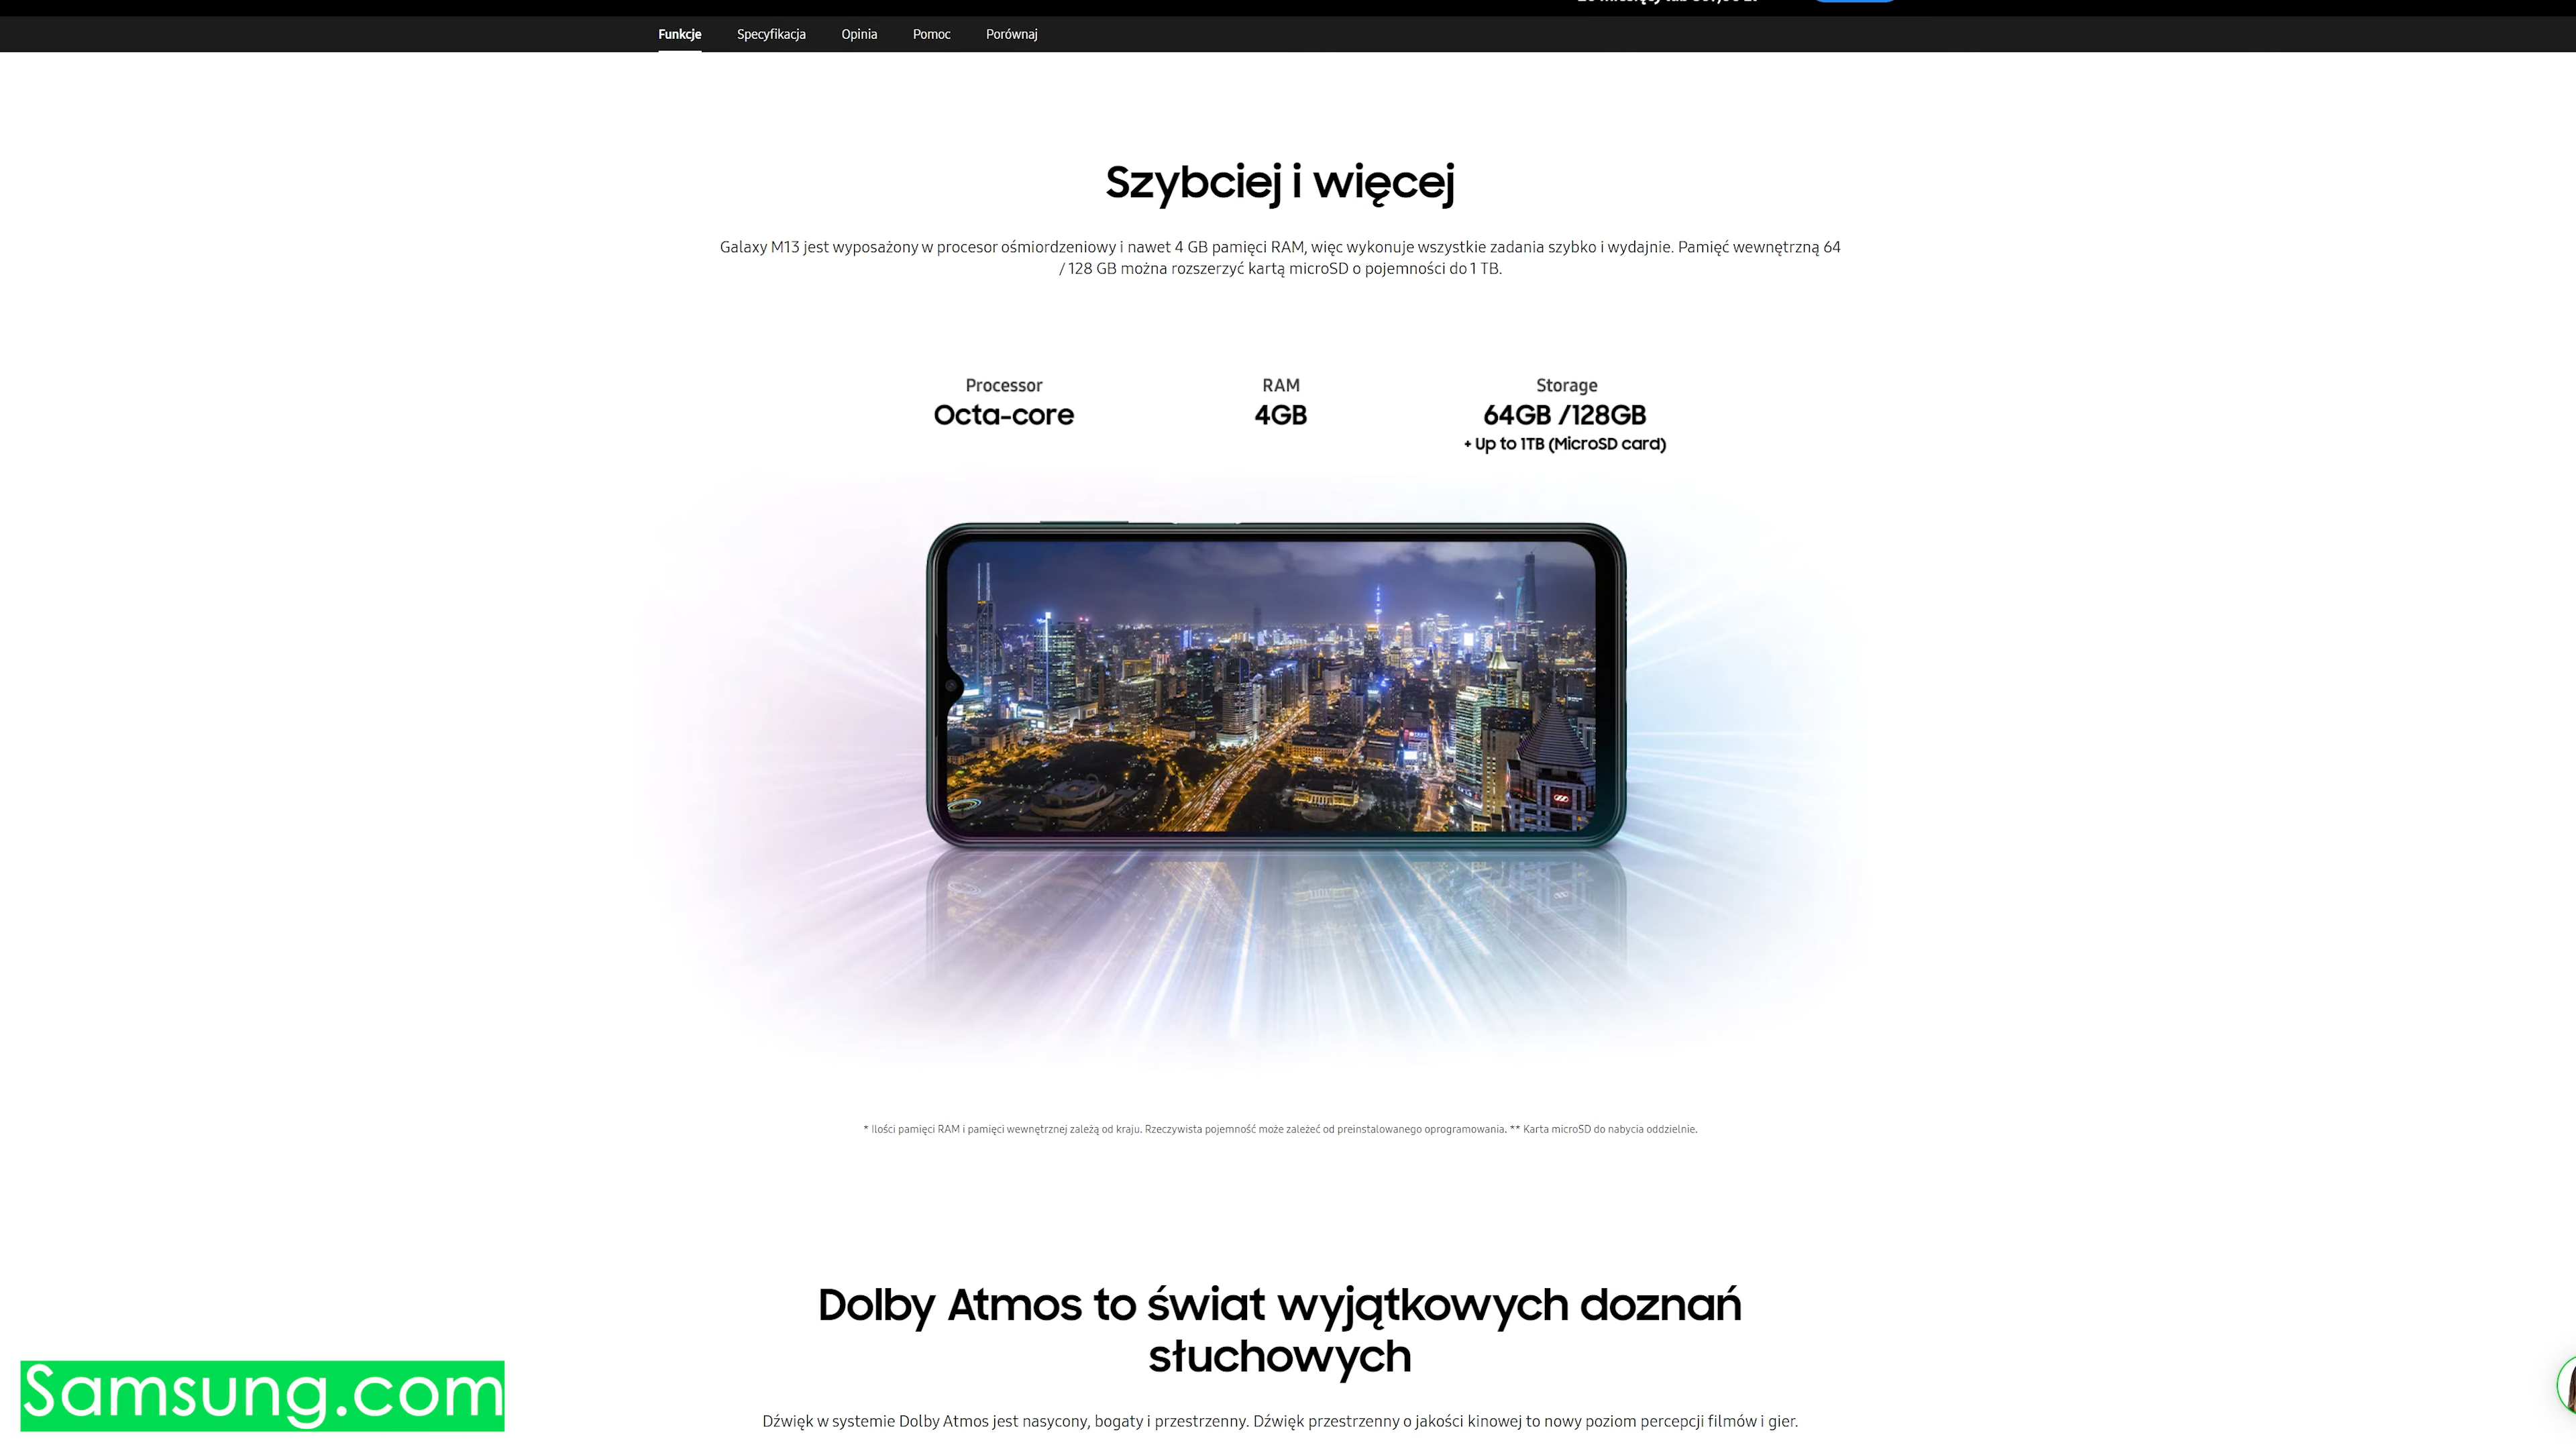 Funkcje Specyfikacja Opinia Pomoc Porównaj
Szybciej i więcej
Galaxy M13 jest wyposażony w procesor ośmiordzeniowy i nawet 4 GB pamięci RAM, więc wykonuje wszystkie zadania szybko i wydajnie. Pamięć wewnętrzną 64
/ 128 GB można rozszerzyć kartą microSD o pojemności do 1 TB.
Processor RAM Storage
Octa-core 4GB 64GB /128GB
+ Up to 1TB (MicroSD card)
* Ilości pamięci RAM i pamięci wewnętrznej zależą od kraju. Rzeczywista pojemność może zależeć od preinstalowanego oprogramowania. ** Karta microSD do nabycia oddzielnie.
Dolby Atmos to świat wyjątkowych doznań
słuchowych
Samsung.com
Dźwięk w systemie Dolby Atmos jest nasycony, bogaty i przestrzenny. Dźwięk przestrzenny o jakości kinowej to nowy poziom percepcji filmów i gier.